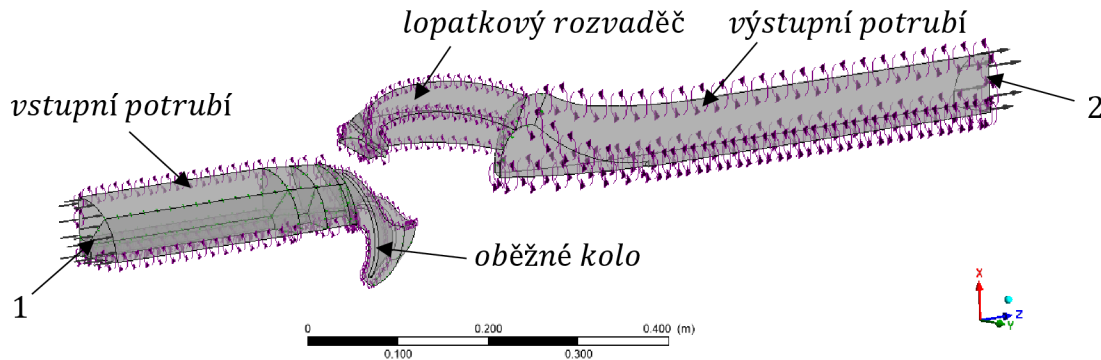 lopatkový rozvaděč
výstupní potrubí
vstupní potrubí
2
1
oběžné kolo
X
Z
Y
0 0.200 0.400 (m)
0.100 0.300